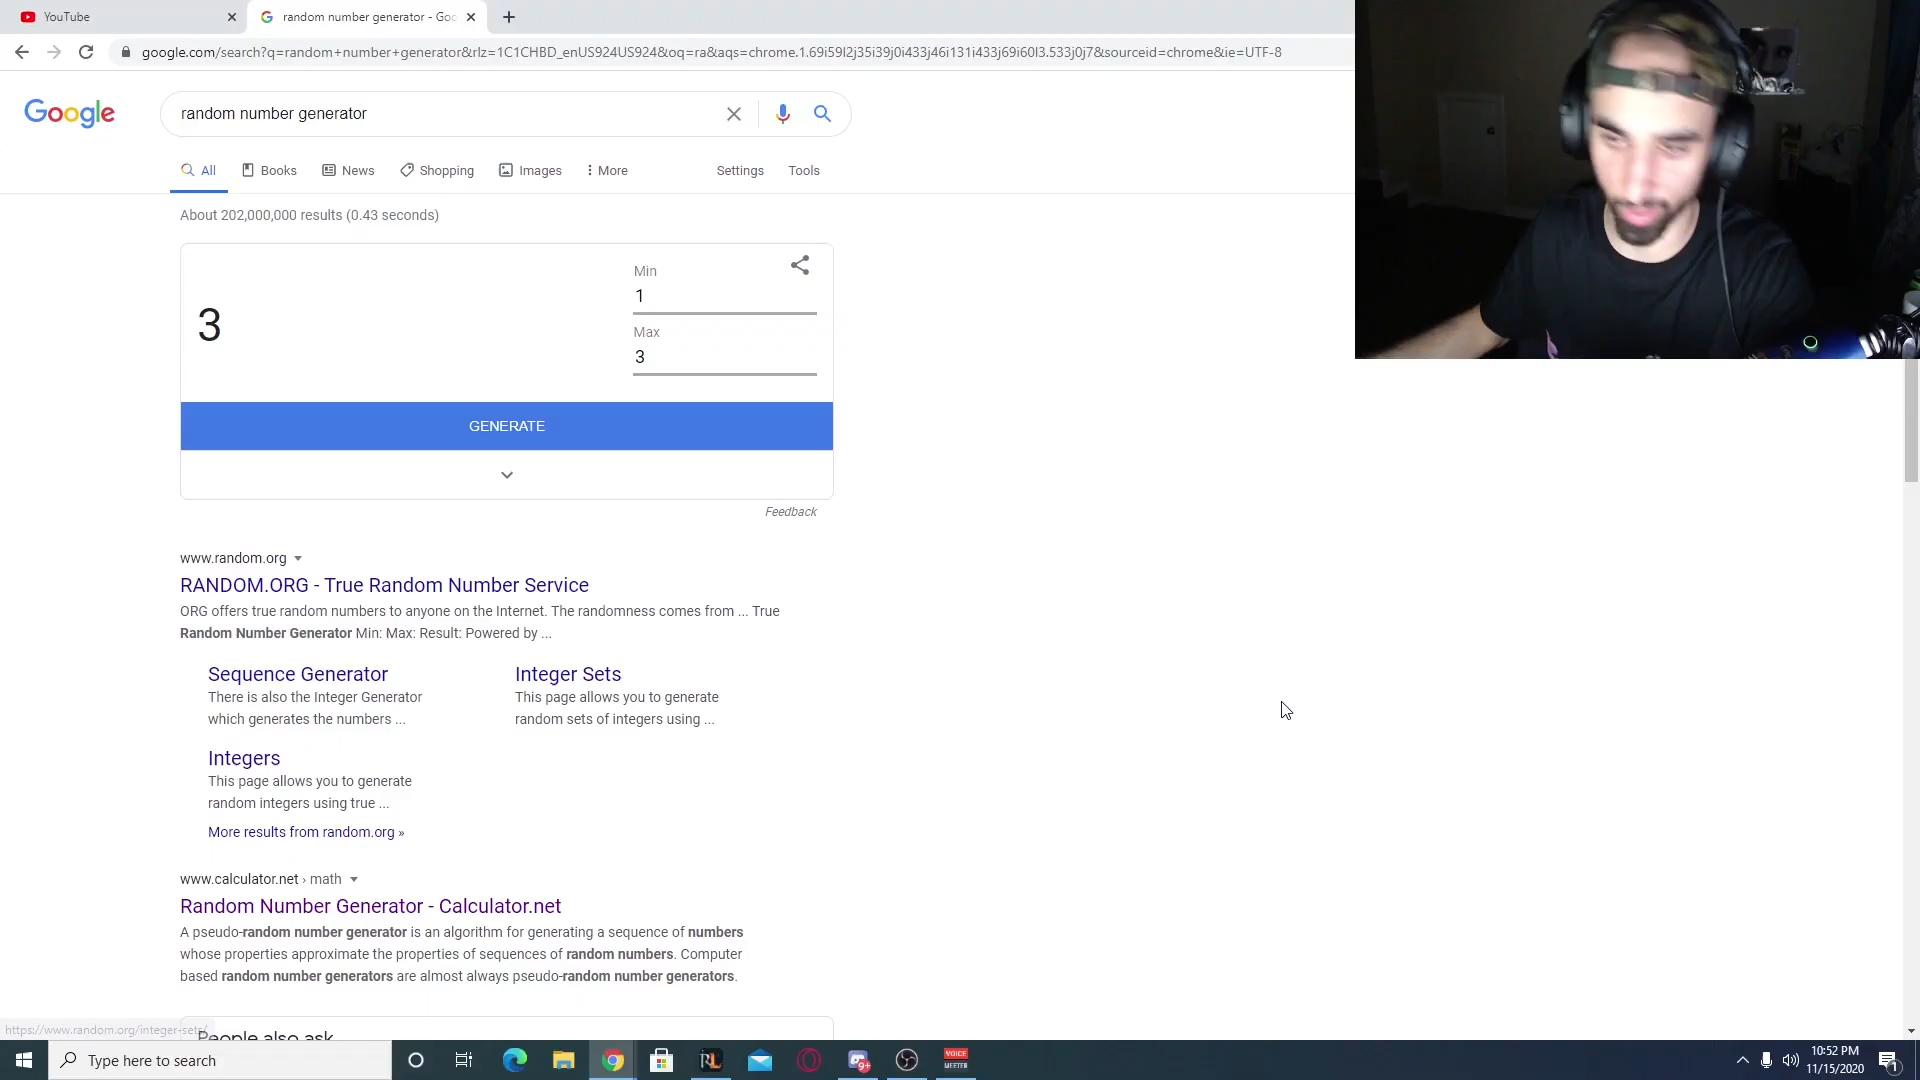 YouTube
random number generator - Goo
google.com/search?q=random+number+generator&rlz=1C1CHBD_enUS924US924&oq=ra&aqs=chrome.1.69i59l2j35i39j0i433j46i131i433j69i60l3.533j0j7&sourceid=chrome&ie=UTF-8
Google
random number generator
All
Books
News
Shopping
Images
More
Settings
Tools
About 202,000,000 results (0.43 seconds)
3
Min
1
Max
3
GENERATE
Feedback
www.random.org
RANDOM.ORG - True Random Number Service
ORG offers true random numbers to anyone on the Internet. The randomness comes from ... True
Random Number Generator Min: Max: Result: Powered by ...
Sequence Generator
There is also the Integer Generator
which generates the numbers ...
Integer Sets
This page allows you to generate
random sets of integers using ...
Integers
This page allows you to generate
random integers using true ...
More results from random.org »
www.calculator.net › math
Random Number Generator - Calculator.net
A pseudo-random number generator is an algorithm for generating a sequence of numbers
whose properties approximate the properties of sequences of random numbers. Computer
based random number generators are almost always pseudo-random number generators.
People also ask
https://www.random.org/integer-sets/
Type here to search
RL
9+
VOICE
MEETER
10:52 PM
11/15/2020
1